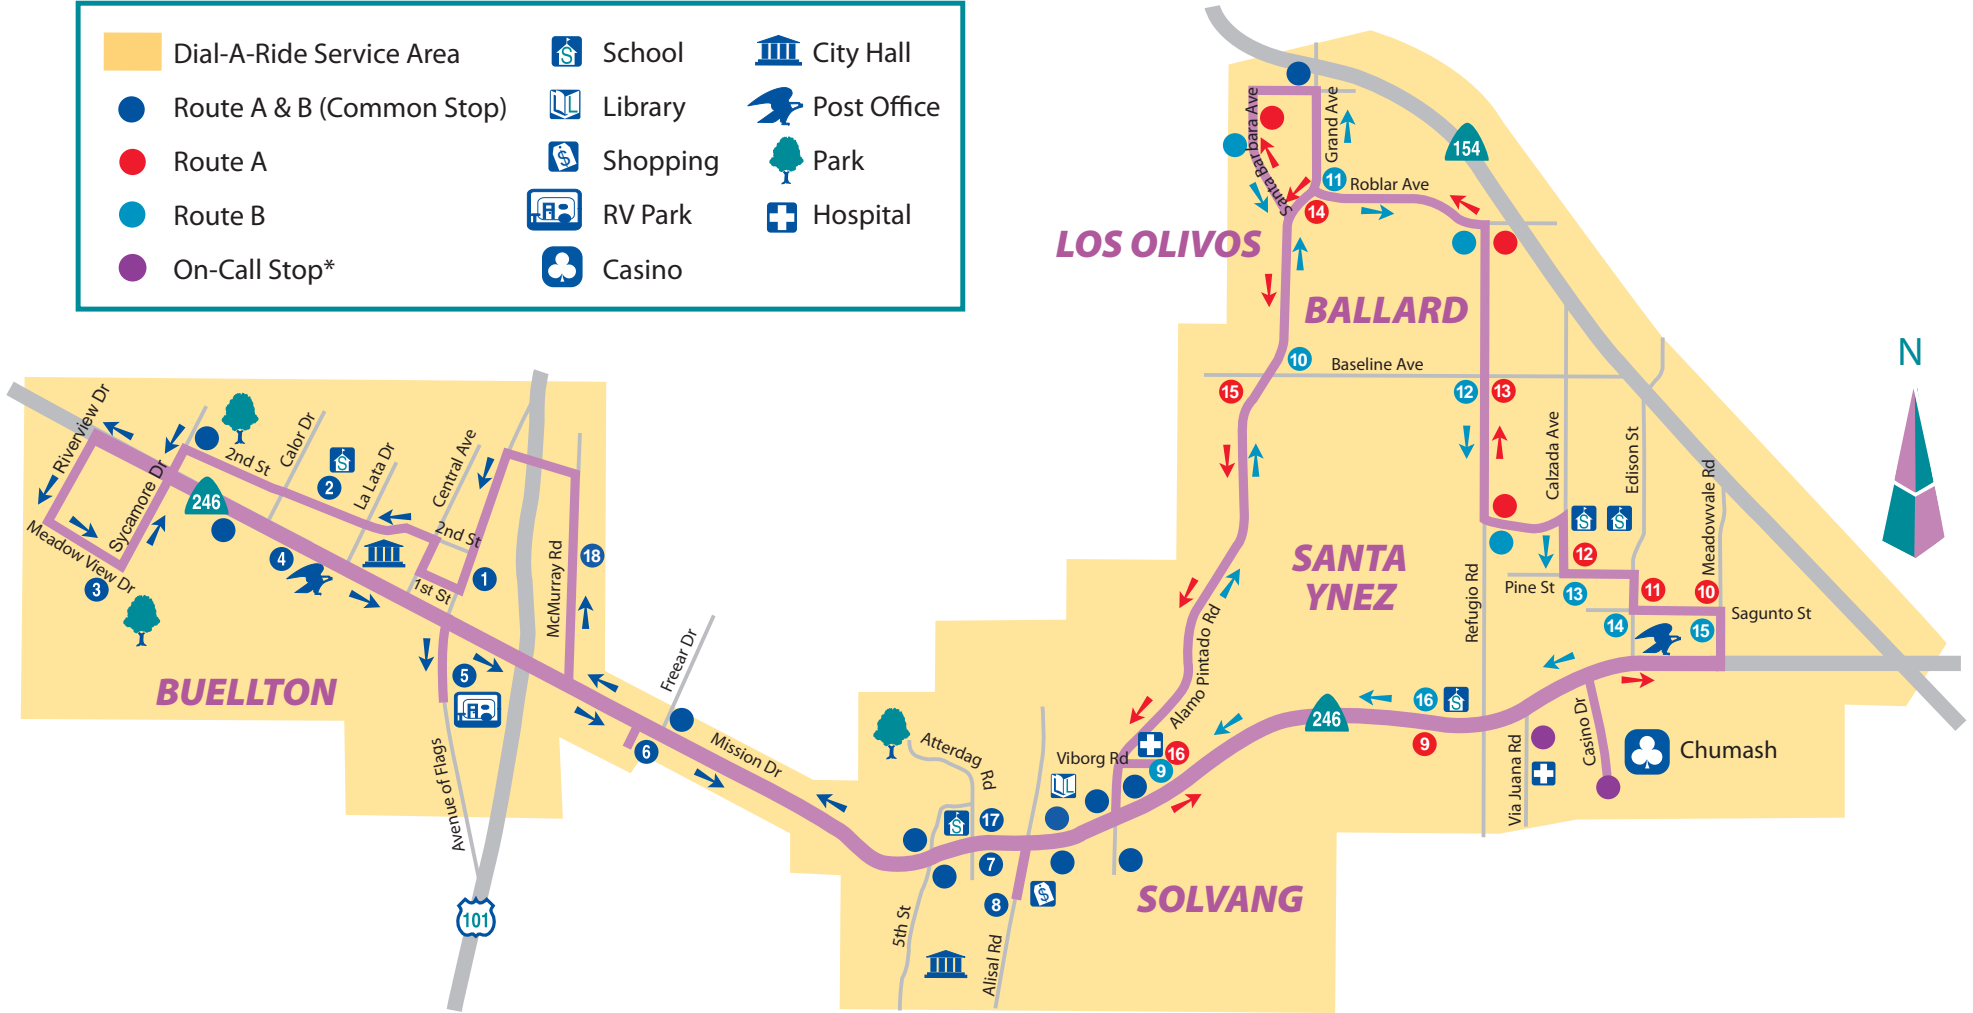 Dial-A-Ride Service Area
Route A & B (Common Stop)
Route A
Route B
On-Call Stop*
School
Library
Shopping
RV Park
Casino
City Hall
Post Office
Park
Hospital
N
154
Santa Barbara Ave
Grand Ave
11
Roblar Ave
14
LOS OLIVOS
BALLARD
10
Baseline Ave
15
12
13
Calzada Ave
Edison St
Meadowvale Rd
SANTA
YNEZ
Refugio Rd
12
Pine St
13
11
10
14
15
Sagunto St
Alamo Pintado Rd
246
16
9
Via Juana Rd
Casino Dr
Chumash
Riverview Dr
Sycamore Dr
2nd St
Calor Dr
2
La Lata Dr
Central Ave
246
2nd St
Meadow View Dr
3
4
1st St
1
McMurray Rd
18
BUELLTON
5
Avenue of Flags
101
Freear Dr
6
Mission Dr
Atterdag Rd
Viborg Rd
16
9
17
7
8
5th St
Alisal Rd
SOLVANG